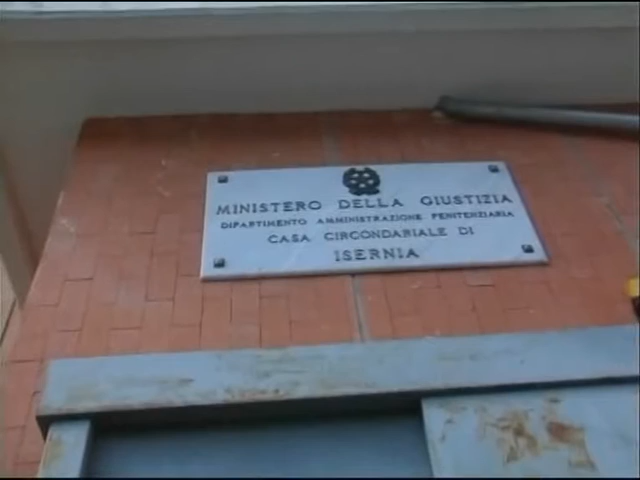 MINISTERO DELLA GIUSTIZIA
DIPARTIMENTO AMMINISTRAZIONE PENITENZIARIA
CASA CIRCONDARIALE DI
ISERNIA